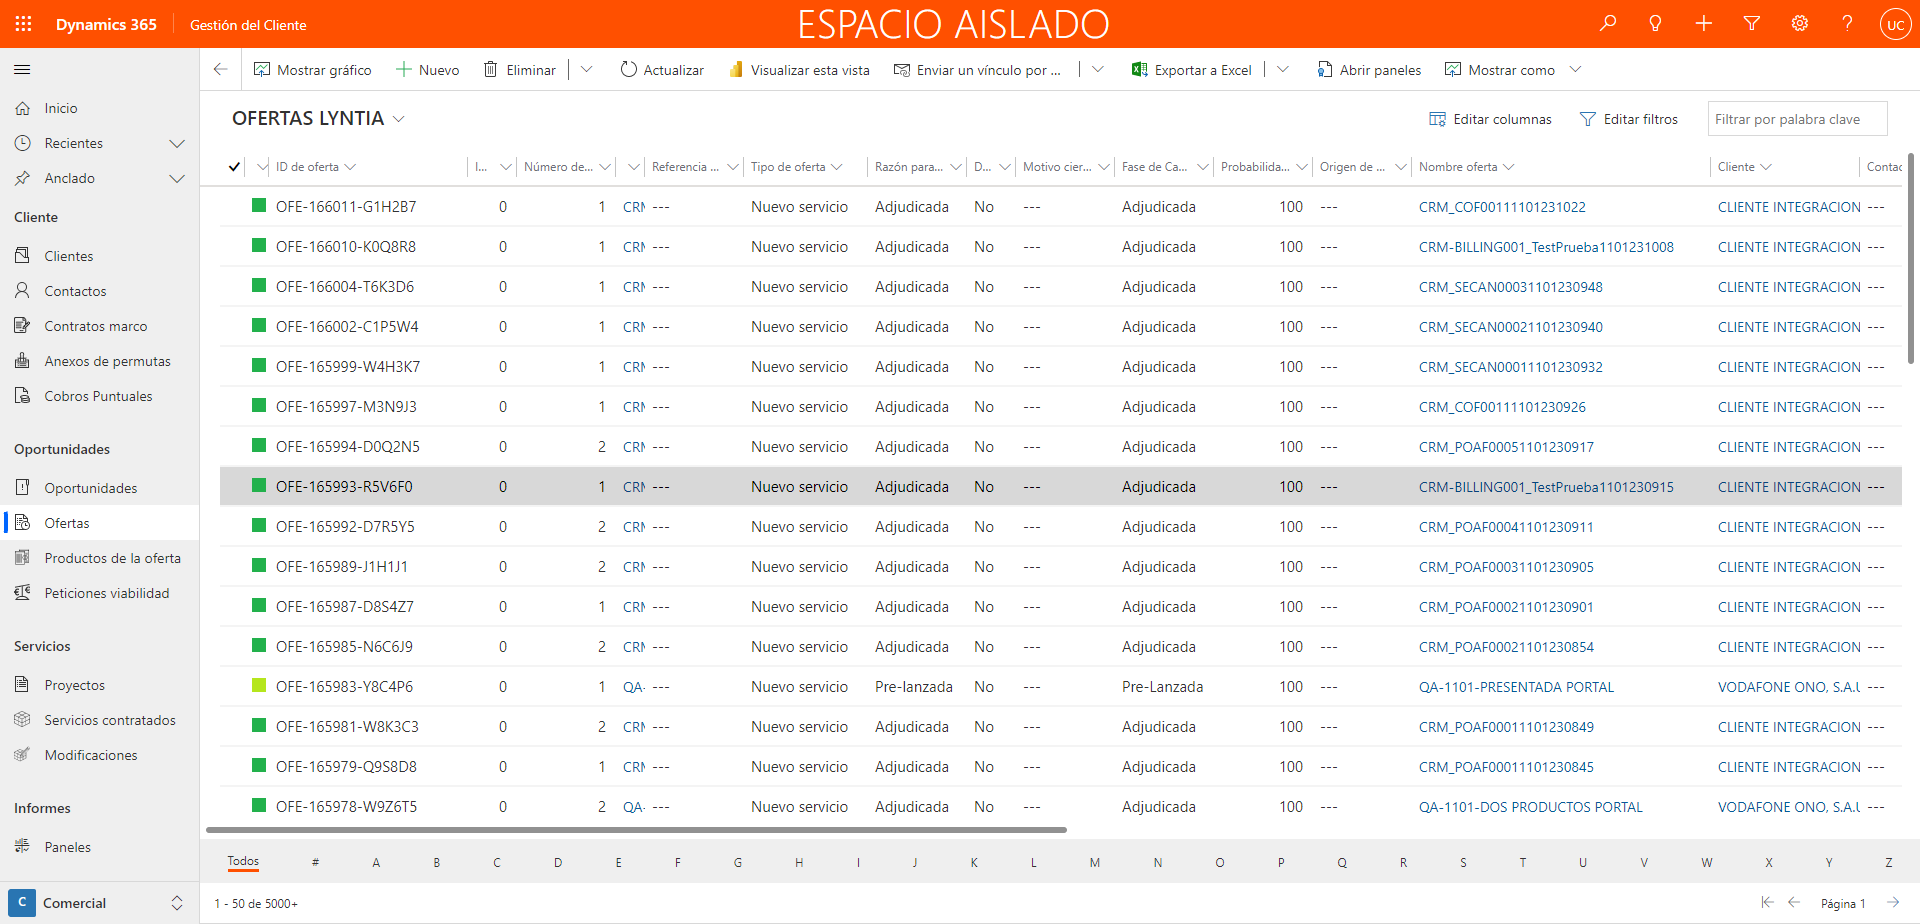 Dynamics 365 Gestión del Cliente ESPACIO AISLADO UC
Mostrar gráfico Nuevo Eliminar Actualizar Visualizar esta vista Enviar un vínculo por ... Exportar a Excel Abrir paneles Mostrar como
Inicio
Recientes
Anclado
Cliente
Clientes
Contactos
Contratos marco
Anexos de permutas
Cobros Puntuales
Oportunidades
Oportunidades
Ofertas
Productos de la oferta
Peticiones viabilidad
Servicios
Proyectos
Servicios contratados
Modificaciones
Informes
Paneles
C Comercial
OFERTAS LYNTIA Editar columnas Editar filtros Filtrar por palabra clave
ID de oferta I... Número de... Referencia ... Tipo de oferta Razón para... D... Motivo cier... Fase de Ca... Probabilida... Origen de ... Nombre oferta Cliente Contac
OFE-166011-G1H2B7 0 1 CRM --- Nuevo servicio Adjudicada No --- Adjudicada 100 --- CRM_COF00111101231022 CLIENTE INTEGRACION ---
OFE-166010-K0Q8R8 0 1 CRM --- Nuevo servicio Adjudicada No --- Adjudicada 100 --- CRM-BILLING001_TestPrueba1101231008 CLIENTE INTEGRACION ---
OFE-166004-T6K3D6 0 1 CRM --- Nuevo servicio Adjudicada No --- Adjudicada 100 --- CRM_SECAN00031101230948 CLIENTE INTEGRACION ---
OFE-166002-C1P5W4 0 1 CRM --- Nuevo servicio Adjudicada No --- Adjudicada 100 --- CRM_SECAN00021101230940 CLIENTE INTEGRACION ---
OFE-165999-W4H3K7 0 1 CRM --- Nuevo servicio Adjudicada No --- Adjudicada 100 --- CRM_SECAN00011101230932 CLIENTE INTEGRACION ---
OFE-165997-M3N9J3 0 1 CRM --- Nuevo servicio Adjudicada No --- Adjudicada 100 --- CRM_COF00111101230926 CLIENTE INTEGRACION ---
OFE-165994-D0Q2N5 0 2 CRM --- Nuevo servicio Adjudicada No --- Adjudicada 100 --- CRM_POAF00051101230917 CLIENTE INTEGRACION ---
OFE-165993-R5V6F0 0 1 CRM --- Nuevo servicio Adjudicada No --- Adjudicada 100 --- CRM-BILLING001_TestPrueba1101230915 CLIENTE INTEGRACION ---
OFE-165992-D7R5Y5 0 2 CRM --- Nuevo servicio Adjudicada No --- Adjudicada 100 --- CRM_POAF00041101230911 CLIENTE INTEGRACION ---
OFE-165989-J1H1J1 0 2 CRM --- Nuevo servicio Adjudicada No --- Adjudicada 100 --- CRM_POAF00031101230905 CLIENTE INTEGRACION ---
OFE-165987-D8S4Z7 0 1 CRM --- Nuevo servicio Adjudicada No --- Adjudicada 100 --- CRM_POAF00021101230901 CLIENTE INTEGRACION ---
OFE-165985-N6C6J9 0 2 CRM --- Nuevo servicio Adjudicada No --- Adjudicada 100 --- CRM_POAF00021101230854 CLIENTE INTEGRACION ---
OFE-165983-Y8C4P6 0 1 QA- --- Nuevo servicio Pre-lanzada No --- Pre-Lanzada 100 --- QA-1101-PRESENTADA PORTAL VODAFONE ONO, S.A.U ---
OFE-165981-W8K3C3 0 2 CRM --- Nuevo servicio Adjudicada No --- Adjudicada 100 --- CRM_POAF00011101230849 CLIENTE INTEGRACION ---
OFE-165979-Q9S8D8 0 1 CRM --- Nuevo servicio Adjudicada No --- Adjudicada 100 --- CRM_POAF00011101230845 CLIENTE INTEGRACION ---
OFE-165978-W9Z6T5 0 2 QA- --- Nuevo servicio Adjudicada No --- Adjudicada 100 --- QA-1101-DOS PRODUCTOS PORTAL VODAFONE ONO, S.A.U ---
Todos # A B C D E F G H I J K L M N O P Q R S T U V W X Y Z
1 - 50 de 5000+ Página 1